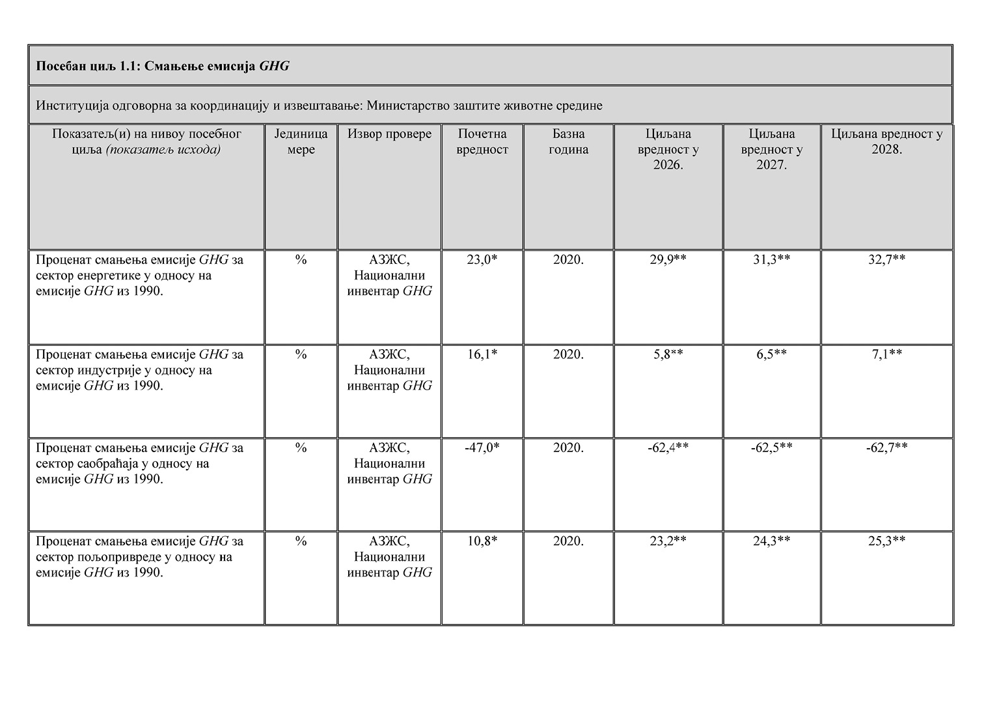 Посебан циљ 1.1: Смањење емисија GHG
Институција одговорна за координацију и извештавање: Министарство заштите животне средине
Показатељ(и) на нивоу посебног
циља (показатељ исхода)
Јединица
мере
Извор провере
Почетна
вредност
Базна
година
Циљана
вредност у
2026.
Циљана
вредност у
2027.
Циљана вредност у
2028.
Проценат смањења емисије GHG за
сектор енергетике у односу на
емисије GHG из 1990.
%
АЗЖС,
Национални
инвентар GHG
23,0*
2020.
29,9**
31,3**
32,7**
Проценат смањења емисије GHG за
сектор индустрије у односу на
емисије GHG из 1990.
%
АЗЖС,
Национални
инвентар GHG
16,1*
2020.
5,8**
6,5**
7,1**
Проценат смањења емисије GHG за
сектор саобраћаја у односу на
емисије GHG из 1990.
%
АЗЖС,
Национални
инвентар GHG
-47,0*
2020.
-62,4**
-62,5**
-62,7**
Проценат смањења емисије GHG за
сектор пољопривреде у односу на
емисије GHG из 1990.
%
АЗЖС,
Национални
инвентар GHG
10,8*
2020.
23,2**
24,3**
25,3**